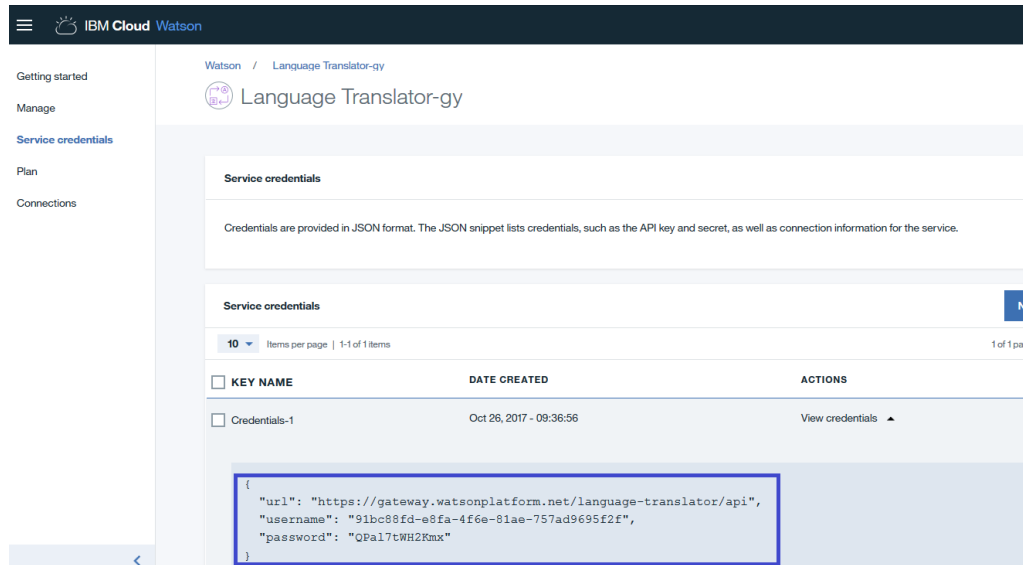 IBM Cloud Watson
Getting started
Manage
Service credentials
Plan
Connections
Watson / Language Translator-gy
Language Translator-gy
Service credentials
Credentials are provided in JSON format. The JSON snippet lists credentials, such as the API key and secret, as well as connection information for the service.
Service credentials
N
10 Items per page | 1-1 of 1 items
1 of 1 pa
KEY NAME DATE CREATED ACTIONS
Credentials-1 Oct 26, 2017 - 09:36:56 View credentials
{
"url": "https://gateway.watsonplatform.net/language-translator/api",
"username": "91bc88fd-e8fa-4f6e-81ae-757ad9695f2f",
"password": "QPal7tWH2Kmx"
}